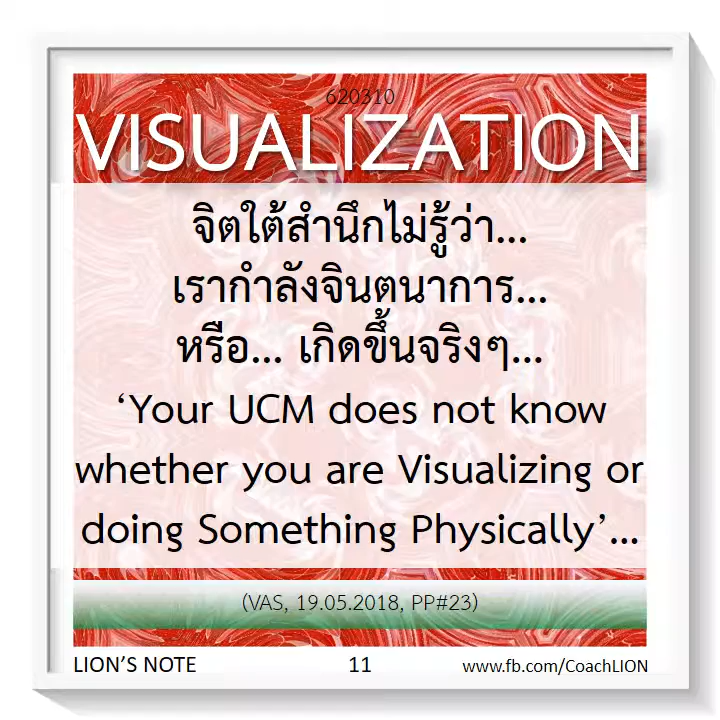 620310
VISUALIZATION
จิตใต้สำนึกไม่รู้ว่า...
เรากำลังจินตนาการ...
หรือ... เกิดขึ้นจริงๆ...
‘Your UCM does not know
whether you are Visualizing or
doing Something Physically’...
(VAS, 19.05.2018, PP#23)
LION’S NOTE 11 www.fb.com/CoachLION